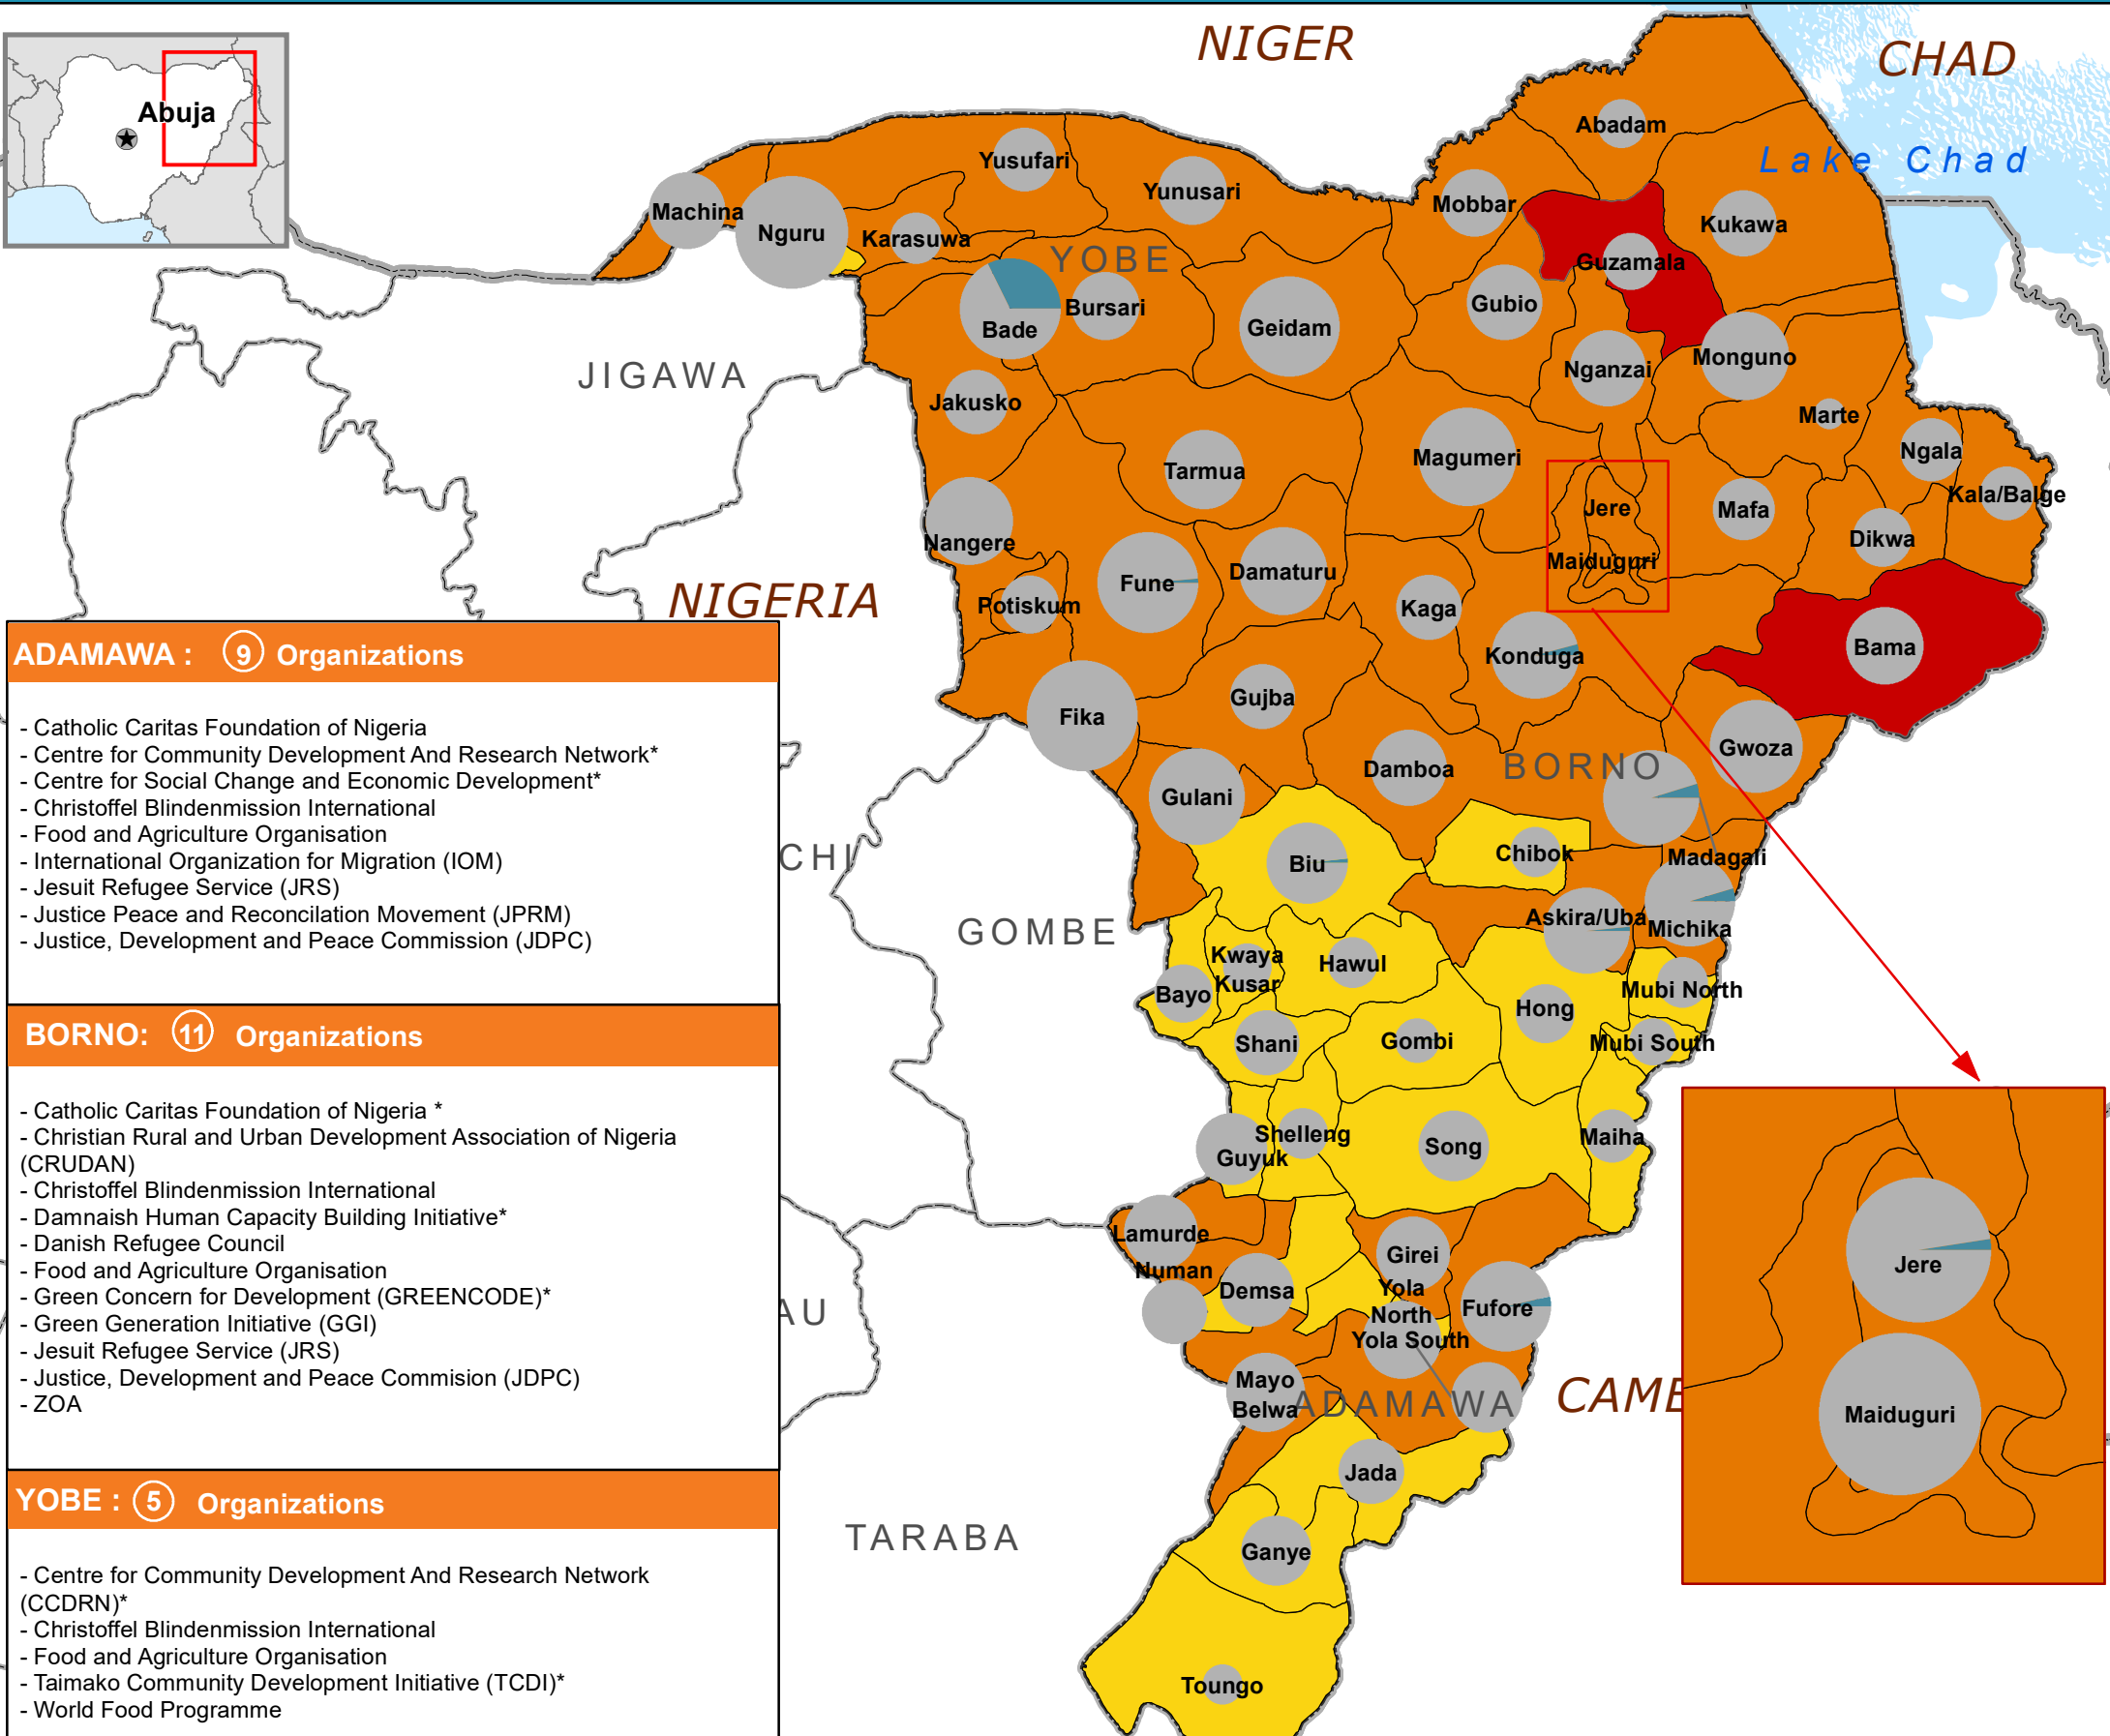 NIGER
CHAD
Abuja
Lake Chad
Abadam
Yusufari
Yunusari
Mobbar
Machina
Nguru
Karasuwa
Kukawa
YOBE
Guzamala
Bade
Bursari
Geidam
Gubio
JIGAWA
Nganzai
Monguno
Jakusko
Marte
Tarmua
Magumeri
Ngala
Kala/Balge
Jere
Mafa
Nangere
Dikwa
Maiduguri
Fune
Damaturu
NIGERIA
Potiskum
Kaga
Konduga
Bama
Fika
Gujba
Gwoza
Damboa
BORNO
Gulani
CHI
Biu
Chibok
Madagali
GOMBE
Askira/Uba
Michika
Kwaya
Kusar
Hawul
Bayo
Mubi North
Hong
Shani
Gombi
Mubi South
Shelleng
Guyuk
Song
Maiha
Lamurde
Girei
Numan
Demsa
Yola
North
Yola South
Fufore
AU
Mayo
Belwa
ADAMAWA
CAME
Jada
TARABA
Ganye
Toungo
Jere
Maiduguri
ADAMAWA : 9 Organizations
- Catholic Caritas Foundation of Nigeria
- Centre for Community Development And Research Network*
- Centre for Social Change and Economic Development*
- Christoffel Blindenmission International
- Food and Agriculture Organisation
- International Organization for Migration (IOM)
- Jesuit Refugee Service (JRS)
- Justice Peace and Reconcilation Movement (JPRM)
- Justice, Development and Peace Commission (JDPC)
BORNO: 11 Organizations
- Catholic Caritas Foundation of Nigeria *
- Christian Rural and Urban Development Association of Nigeria
(CRUDAN)
- Christoffel Blindenmission International
- Damnaish Human Capacity Building Initiative*
- Danish Refugee Council
- Food and Agriculture Organisation
- Green Concern for Development (GREENCODE)*
- Green Generation Initiative (GGI)
- Jesuit Refugee Service (JRS)
- Justice, Development and Peace Commision (JDPC)
- ZOA
YOBE : 5 Organizations
- Centre for Community Development And Research Network
(CCDRN)*
- Christoffel Blindenmission International
- Food and Agriculture Organisation
- Taimako Community Development Initiative (TCDI)*
- World Food Programme